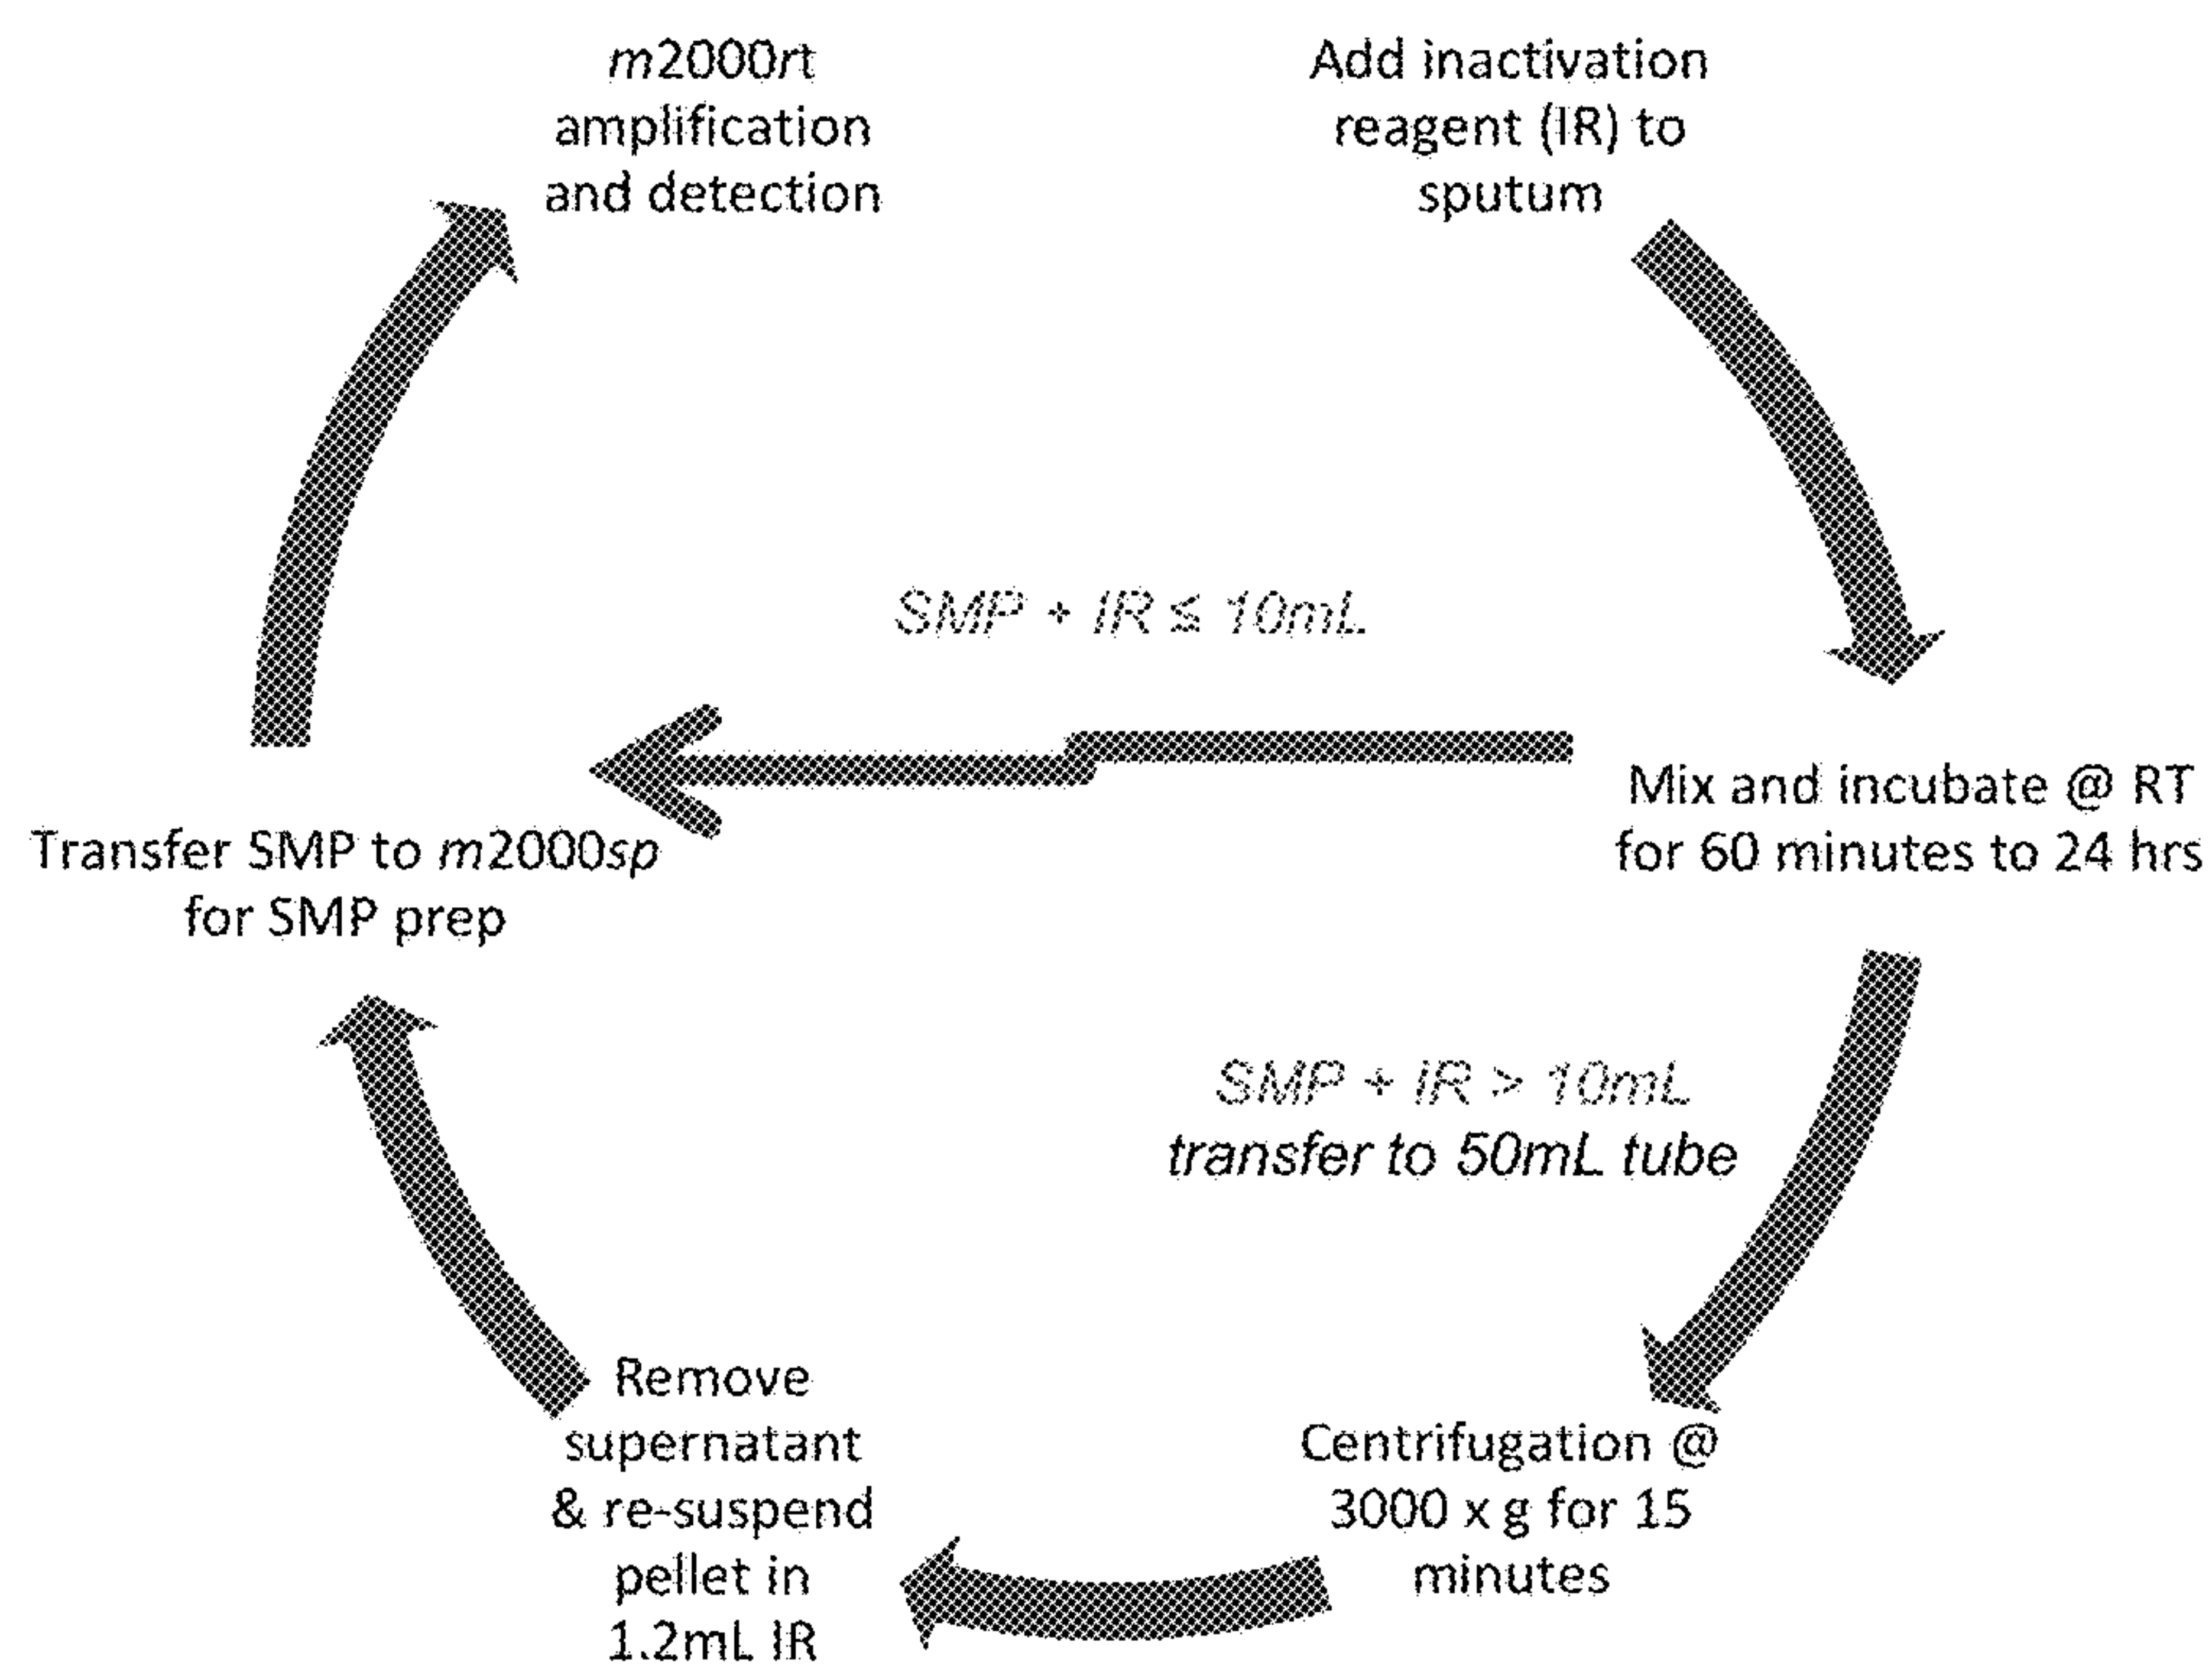 m2000rt
amplification
and detection
Add inactivation
reagent (IR) to
sputum
SMP + IR ≦ 10mL
Mix and incubate @ RT
for 60 minutes to 24 hrs
Transfer SMP to m2000sp
for SMP prep
SMP + IR > 10mL
transfer to 50mL tube
Centrifugation @
3000 x g for 15
minutes
Remove
supernatant
& re-suspend
pellet in
1.2mL IR